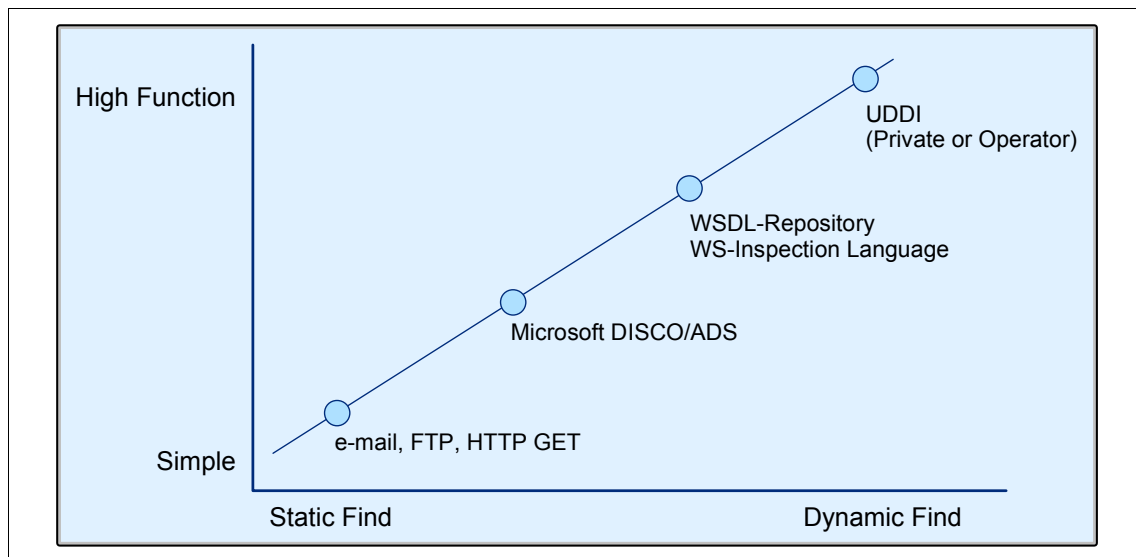 High Function
UDDI
(Private or Operator)
WSDL-Repository
WS-Inspection Language
Microsoft DISCO/ADS
e-mail, FTP, HTTP GET
Simple
Static Find
Dynamic Find